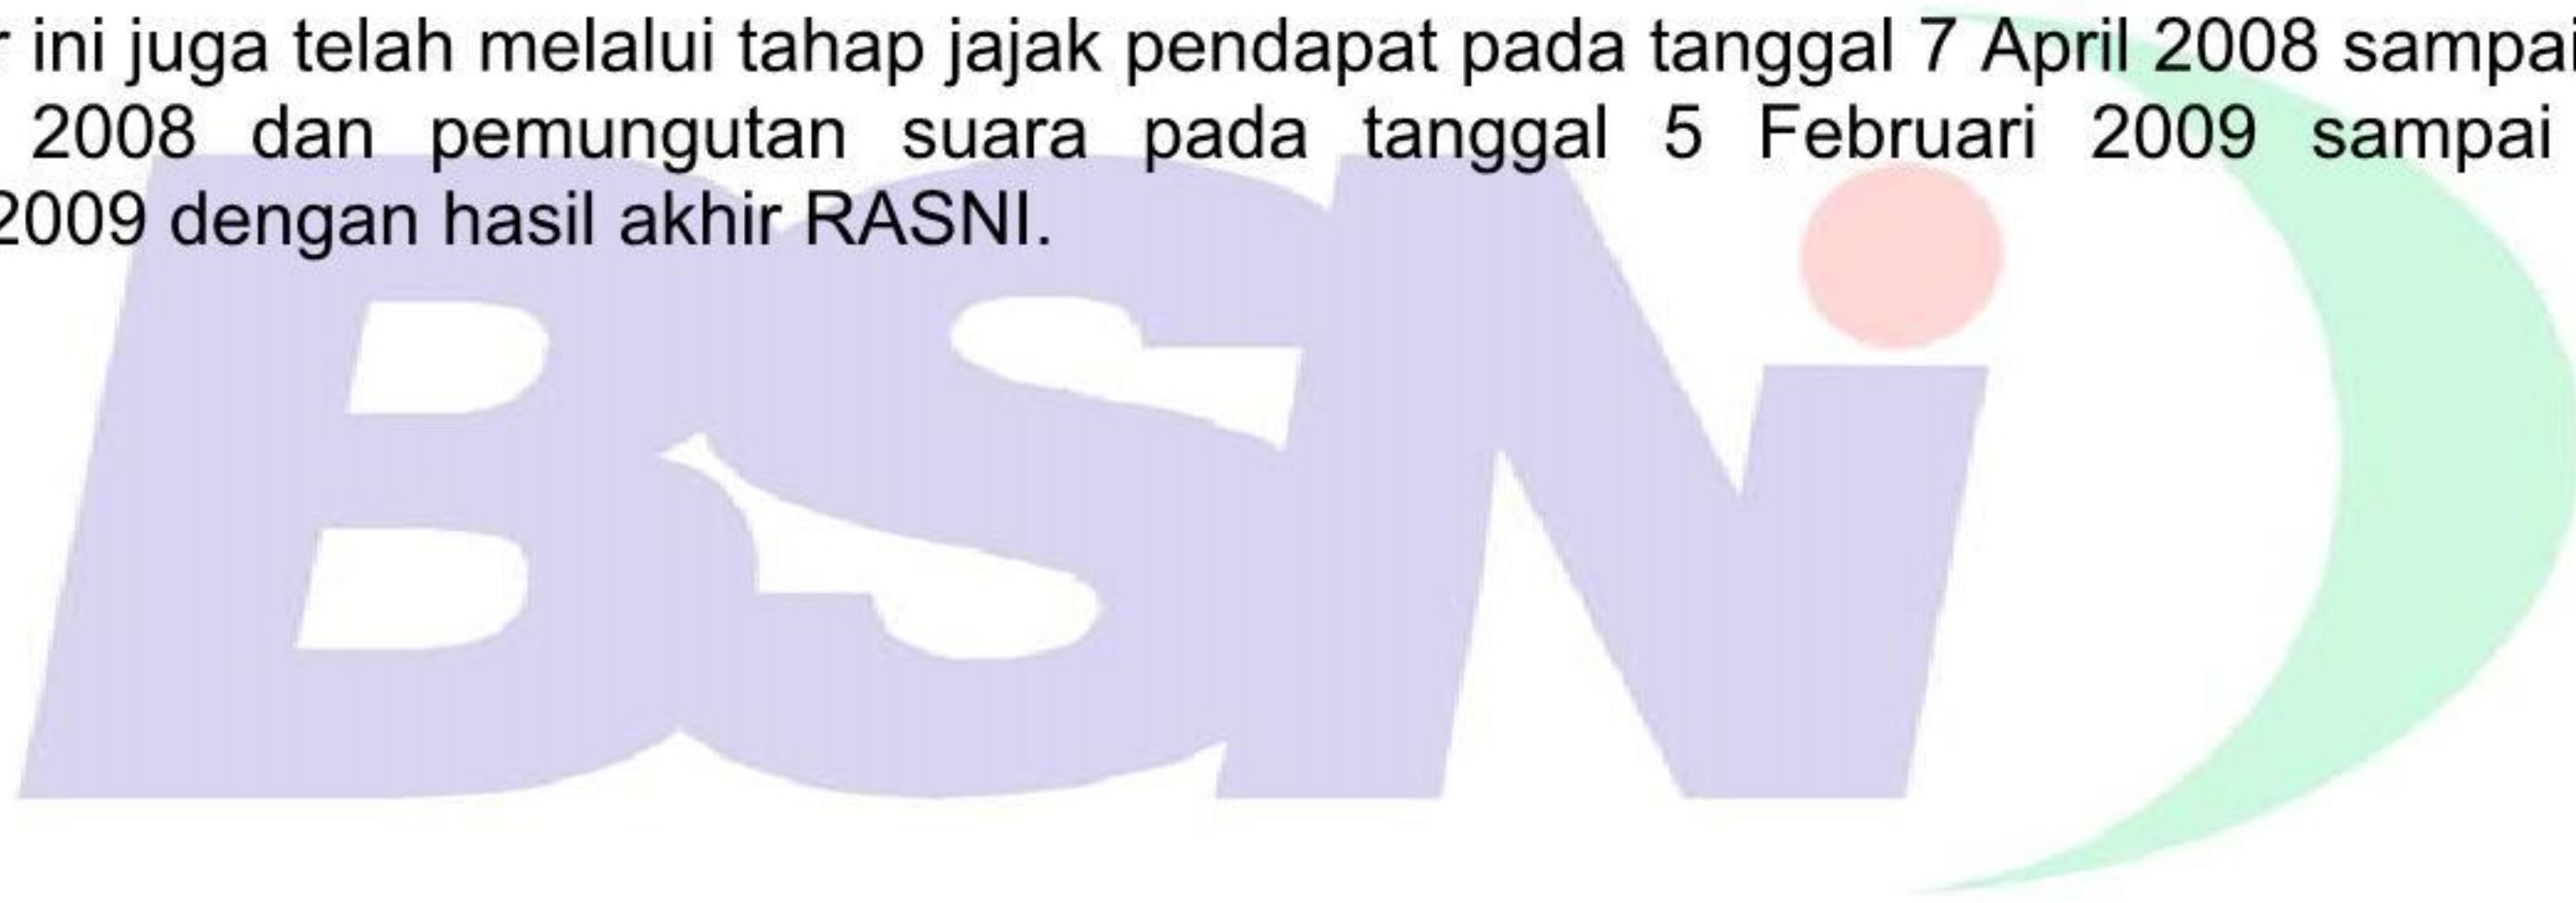 ini juga telah melalui tahap jajak pendapat pada tanggal 7 April 2008 sampai
2008 dan pemungutan suara pada tanggal 5 Februari 2009 sampai
2009 dengan hasil akhir RASNI.
BSNi